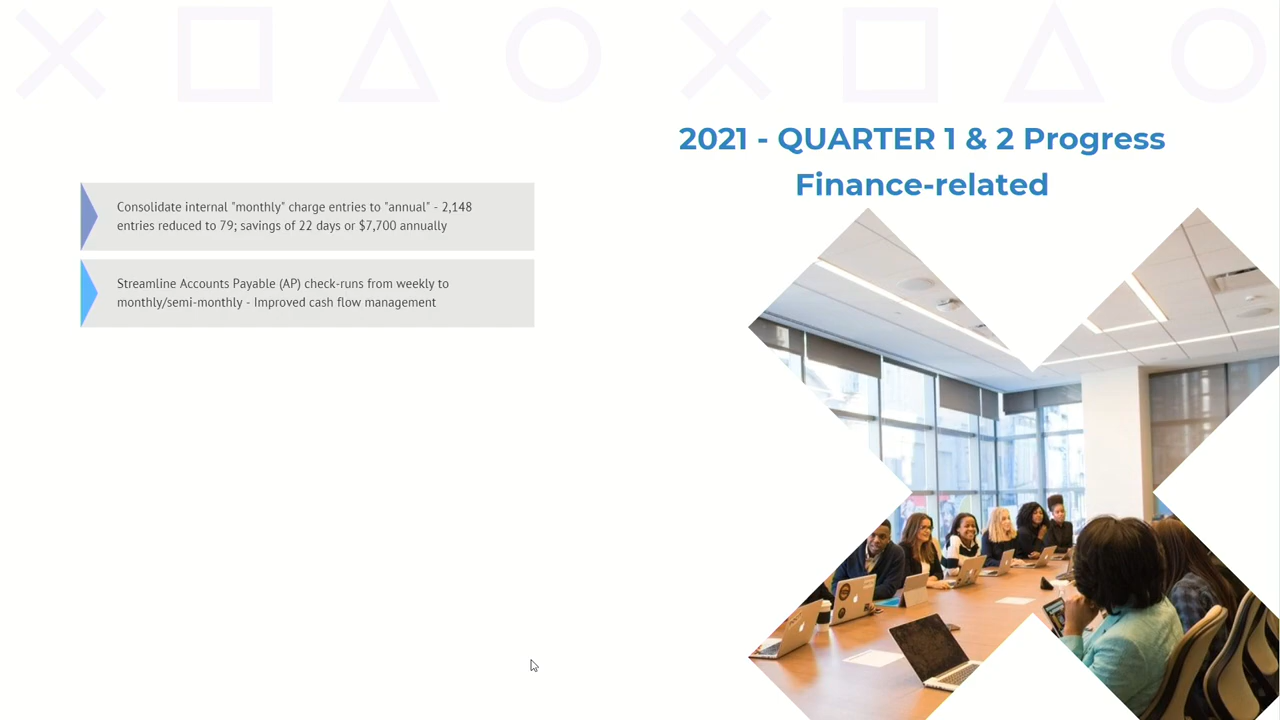 2021 - QUARTER 1 & 2 Progress
Finance-related
Consolidate internal "monthly" charge entries to "annual" - 2,148
entries reduced to 79; savings of 22 days or $7,700 annually
Streamline Accounts Payable (AP) check-runs from weekly to
monthly/semi-monthly - Improved cash flow management